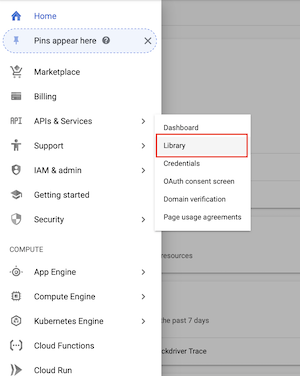 Home
Pins appear here
Marketplace
Billing
API APIs & Services
Dashboard
Support
Library
IAM & admin
Credentials
Getting started
OAuth consent screen
Domain verification
Security
Page usage agreements
COMPUTE
resources
App Engine
Compute Engine
Kubernetes Engine
the past 7 days
Cloud Functions
ckdriver Trace
Cloud Run